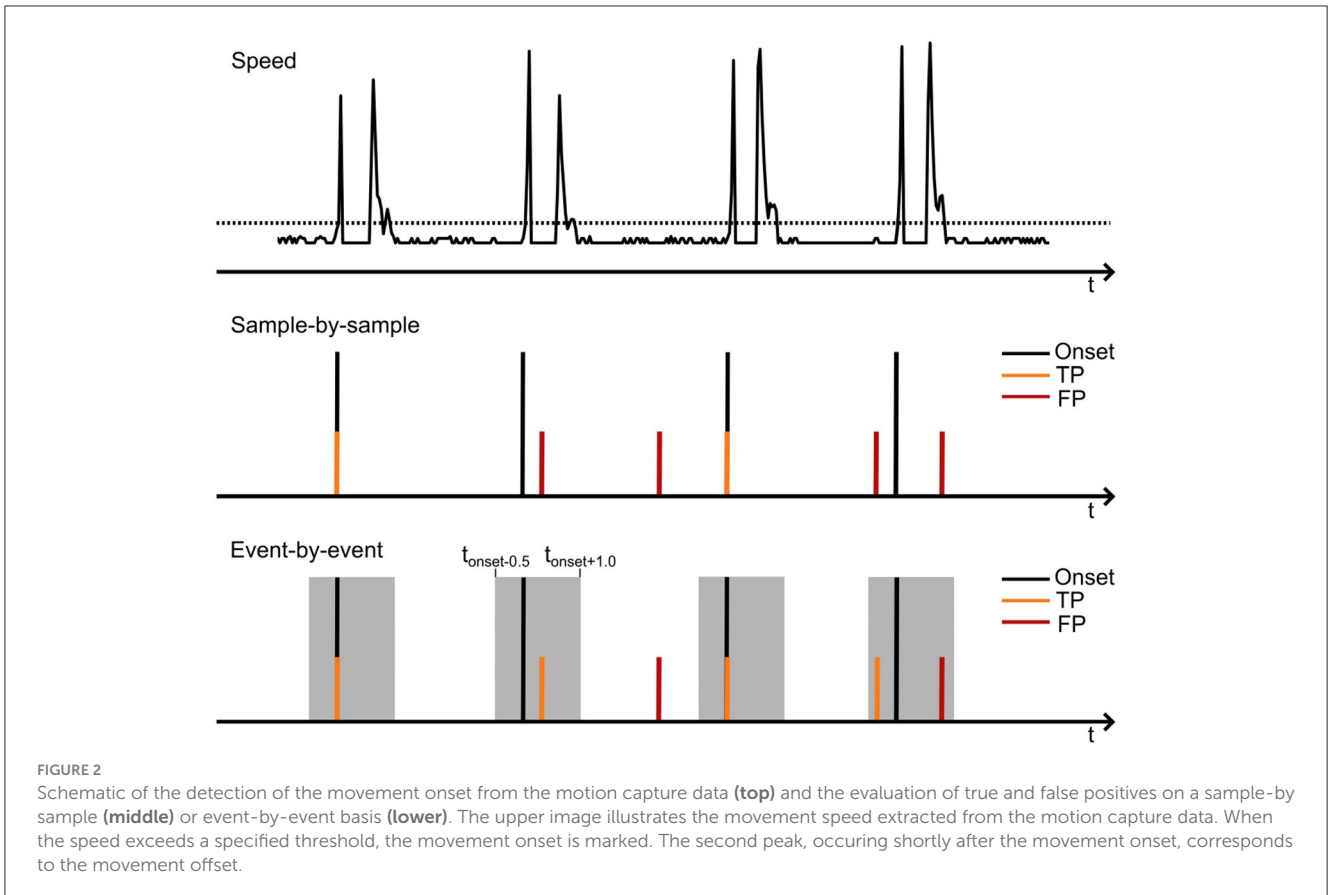 Speed
t
Sample-by-sample
Onset
TP
FP
t
Event-by-event
tonset-0.5 tonset+1.0
Onset
TP
FP
t
FIGURE 2
Schematic of the detection of the movement onset from the motion capture data (top) and the evaluation of true and false positives on a sample-by
sample (middle) or event-by-event basis (lower). The upper image illustrates the movement speed extracted from the motion capture data. When
the speed exceeds a specified threshold, the movement onset is marked. The second peak, occuring shortly after the movement onset, corresponds
to the movement offset.